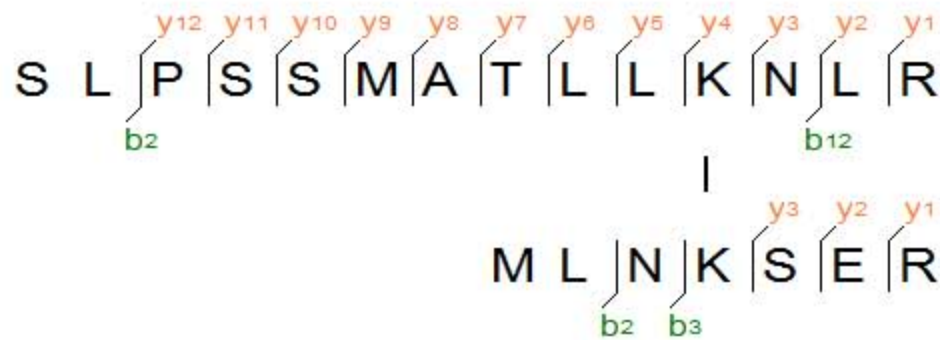 y12 y11 y10 y9 y8 y7 y6 y5 y4 y3 y2 y1
S L P S S M A T L L K N L R
b2 b12
y3 y2 y1
M L N K S E R
b2 b3